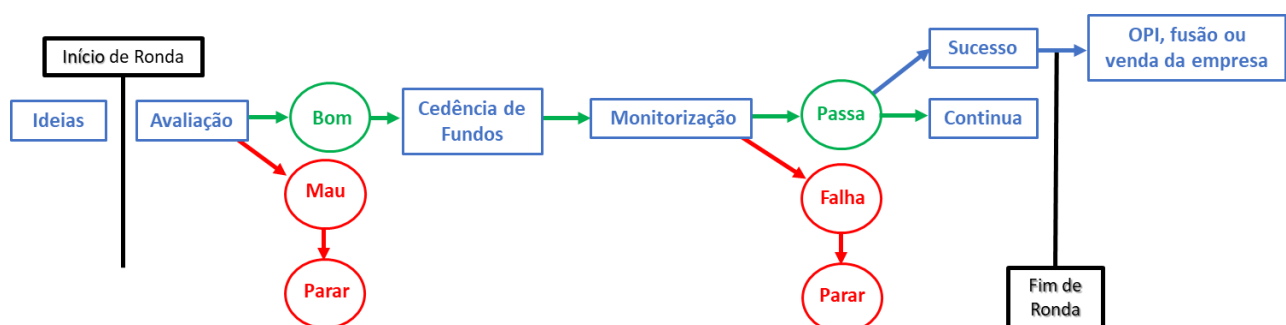 Início de Ronda
Ideias
Avaliação
Bom
Mau
Parar
Cedência de
Fundos
Monitorização
Passa
Falha
Parar
Sucesso
Continua
OPI, fusão ou
venda da empresa
Fim de
Ronda